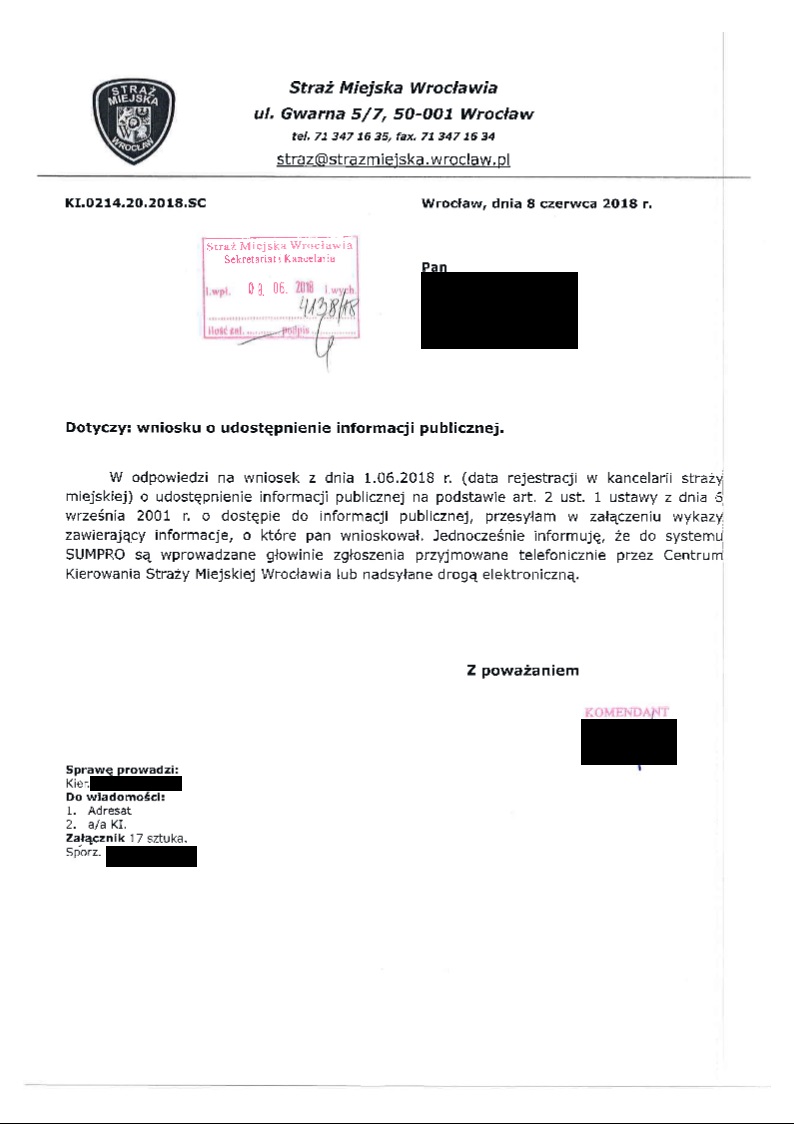 STRAŻ
MIEJSKA
WROCŁAW
Straż Miejska Wrocławia
ul. Gwarna 5/7, 50-001 Wrocław
tel. 71 347 16 35, fax. 71 347 16 34
straz@strazmiejska.wroclaw.pl
KI.0214.20.2018.SC
Wrocław, dnia 8 czerwca 2018 r.
Straż Miejska Wrocławia
Sekretariat i Kancelaria
l.wpł. 06. 2018 l.wych.
4138/18
ilość zał. .......... podpis ..........
Pan
Dotyczy: wniosku o udostępnienie informacji publicznej.
W odpowiedzi na wniosek z dnia 1.06.2018 r. (data rejestracji w kancelarii straży
miejskiej) o udostępnienie informacji publicznej na podstawie art. 2 ust. 1 ustawy z dnia 6
września 2001 r. o dostępie do informacji publicznej, przesyłam w załączeniu wykazy
zawierający informacje, o które pan wnioskował. Jednocześnie informuję, że do systemu
SUMPRO są wprowadzane głowinie zgłoszenia przyjmowane telefonicznie przez Centrum
Kierowania Straży Miejskiej Wrocławia lub nadsyłane drogą elektroniczną.
Z poważaniem
KOMENDANT
Sprawę prowadzi:
Kier.
Do wiadomości:
1. Adresat
2. a/a KI.
Załącznik 17 sztuka.
Sporz.